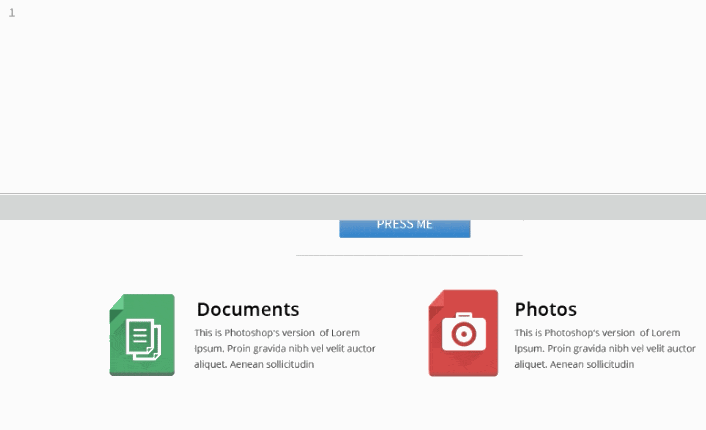 1
PRESS ME
Documents
This is Photoshop's version of Lorem
Ipsum. Proin gravida nibh vel velit auctor
aliquet. Aenean sollicitudin
Photos
This is Photoshop's version of Lorem
Ipsum. Proin gravida nibh vel velit auctor
aliquet. Aenean sollicitudin